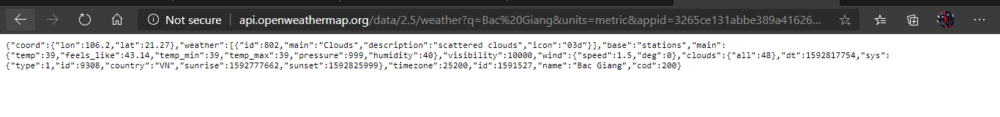 Not secure | api.openweathermap.org/data/2.5/weather?q=Bac%20Giang&units=metric&appid=3265ce131abbe389a41626...
{"coord":{"lon":106.2,"lat":21.27},"weather":[{"id":802,"main":"Clouds","description":"scattered clouds","icon":"03d"}],"base":"stations","main":
{"temp":39,"feels_like":43.14,"temp_min":39,"temp_max":39,"pressure":999,"humidity":40},"visibility":10000,"wind":{"speed":1.5,"deg":0},"clouds":{"all":48},"dt":1592817754,"sys":
{"type":1,"id":9308,"country":"VN","sunrise":1592777662,"sunset":1592825999},"timezone":25200,"id":1591527,"name":"Bac Giang","cod":200}